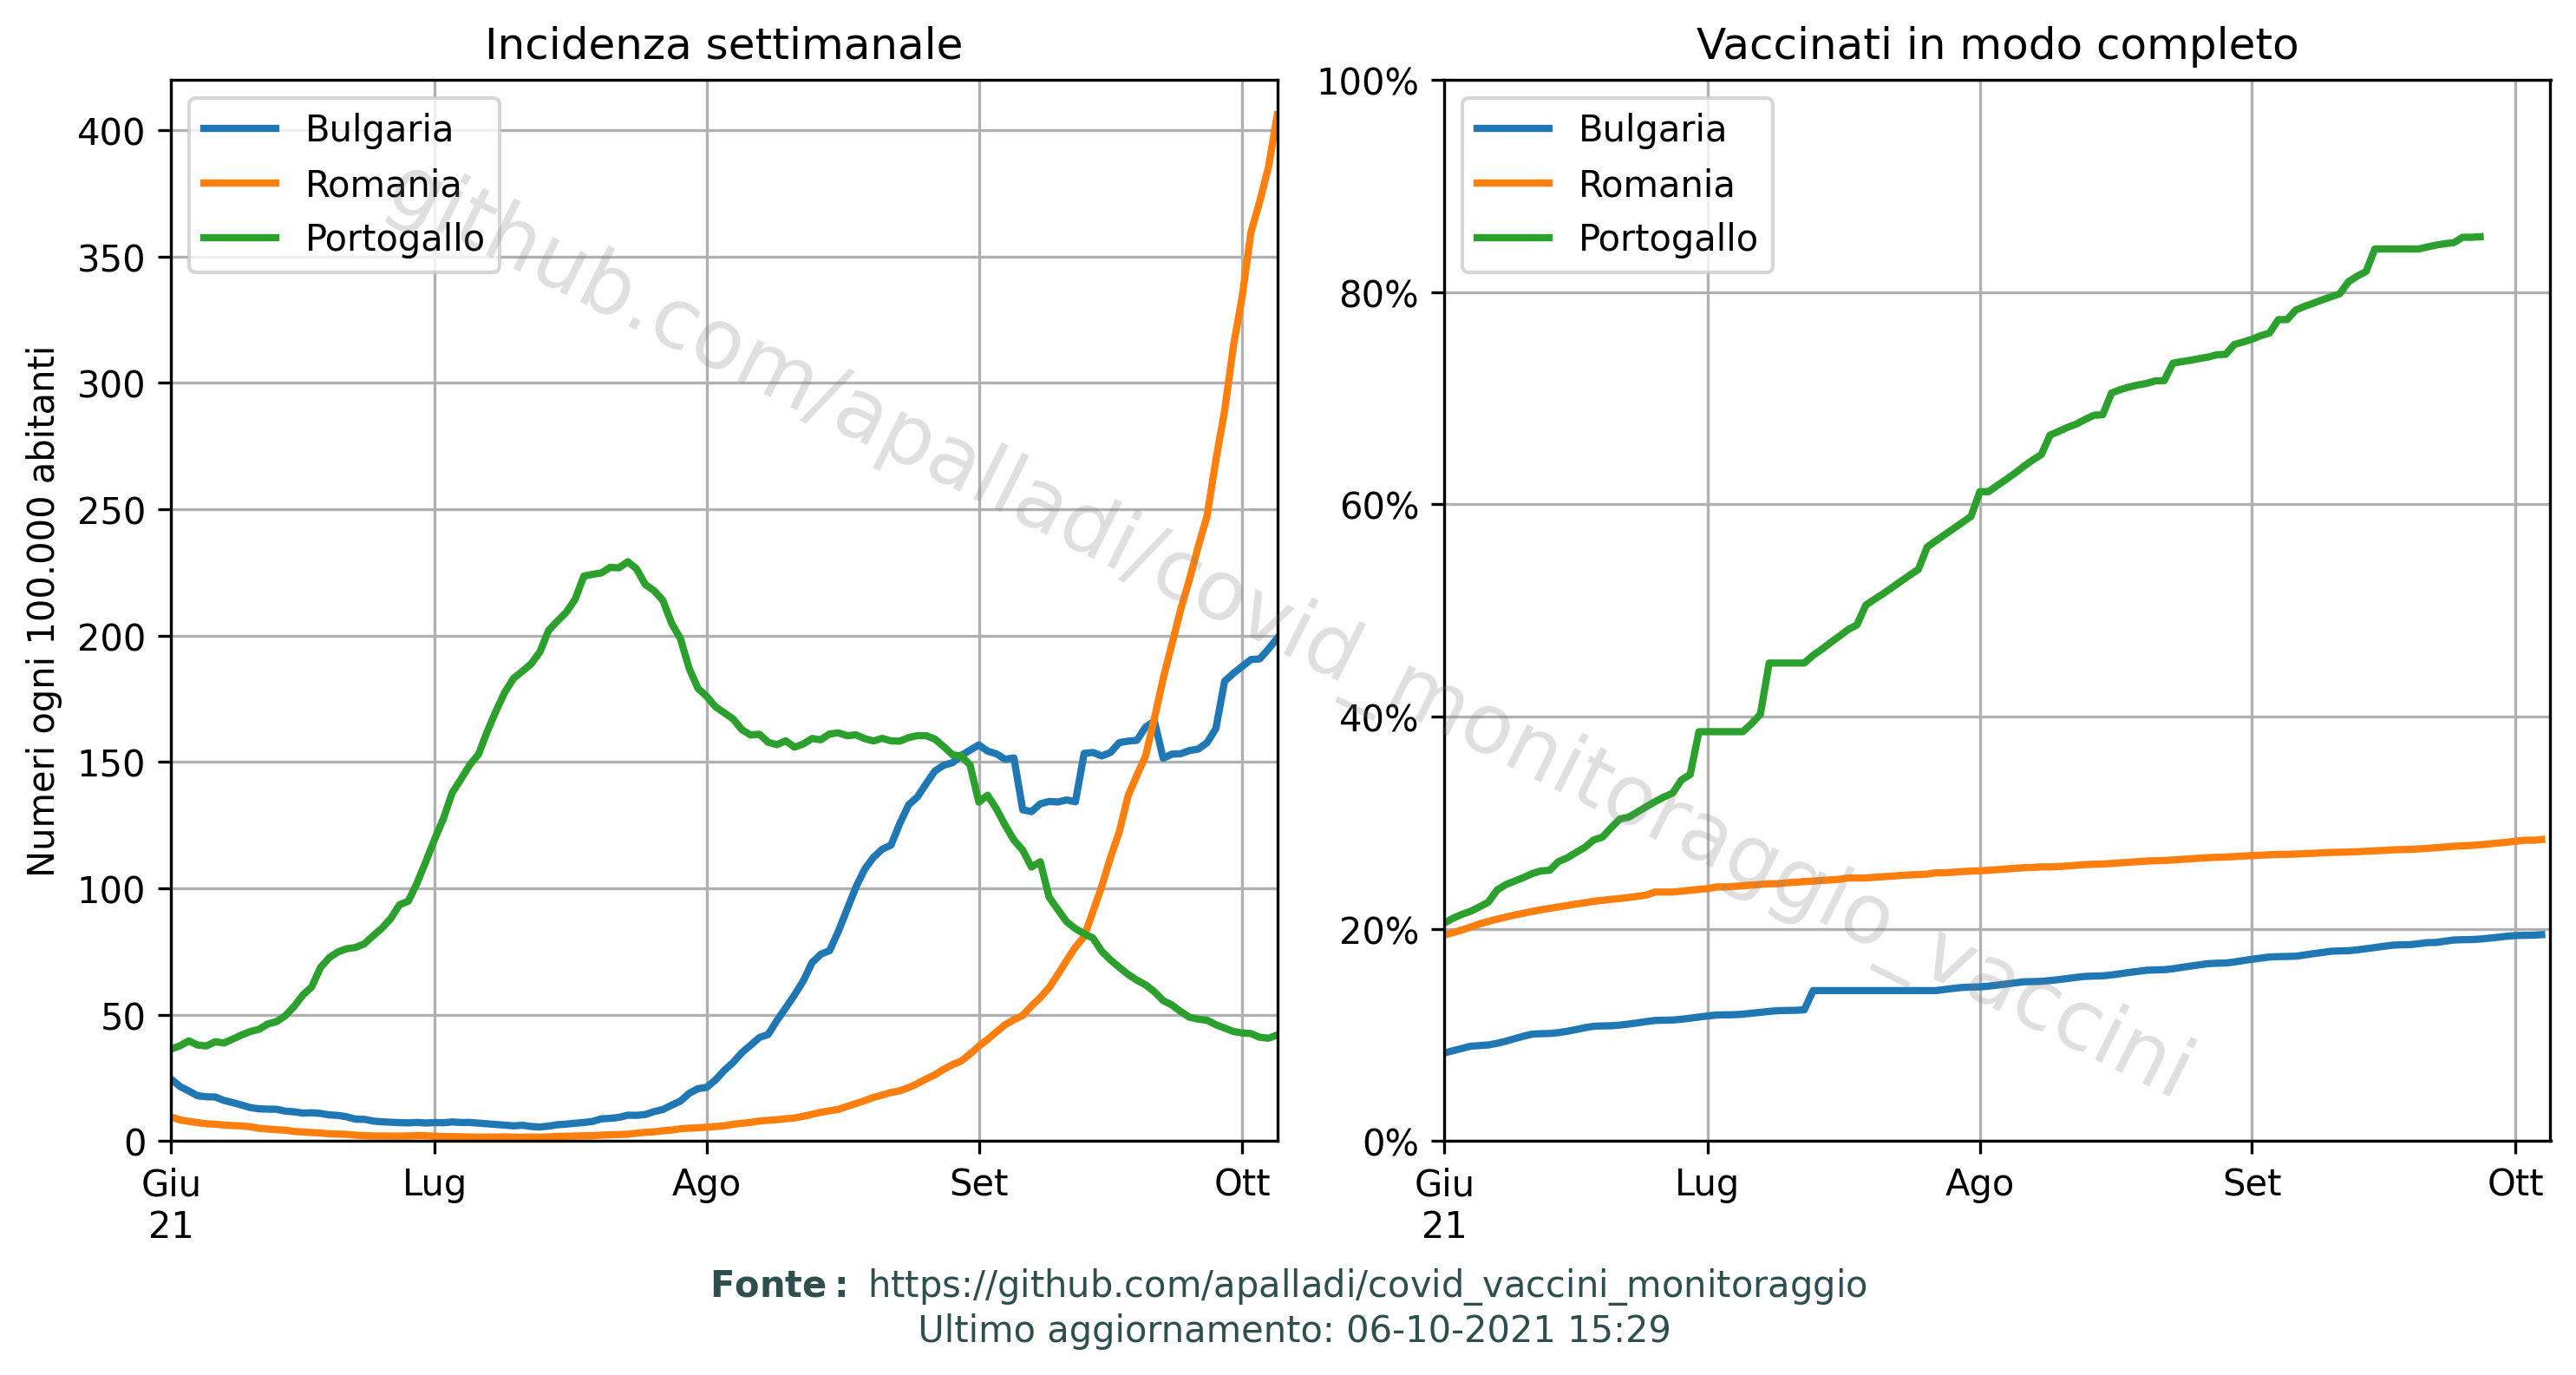 Incidenza settimanale
Numeri ogni 100.000 abitanti
400
350
300
250
200
150
100
50
0
Bulgaria
Romania
Portogallo
Giu
21
Lug
Ago
Set
Ott
Vaccinati in modo completo
100%
80%
60%
40%
20%
0%
Bulgaria
Romania
Portogallo
Giu
21
Lug
Ago
Set
Ott
github.com/apalladi/covid_monitoraggio_vaccini
Fonte: https://github.com/apalladi/covid_vaccini_monitoraggio
Ultimo aggiornamento: 06-10-2021 15:29